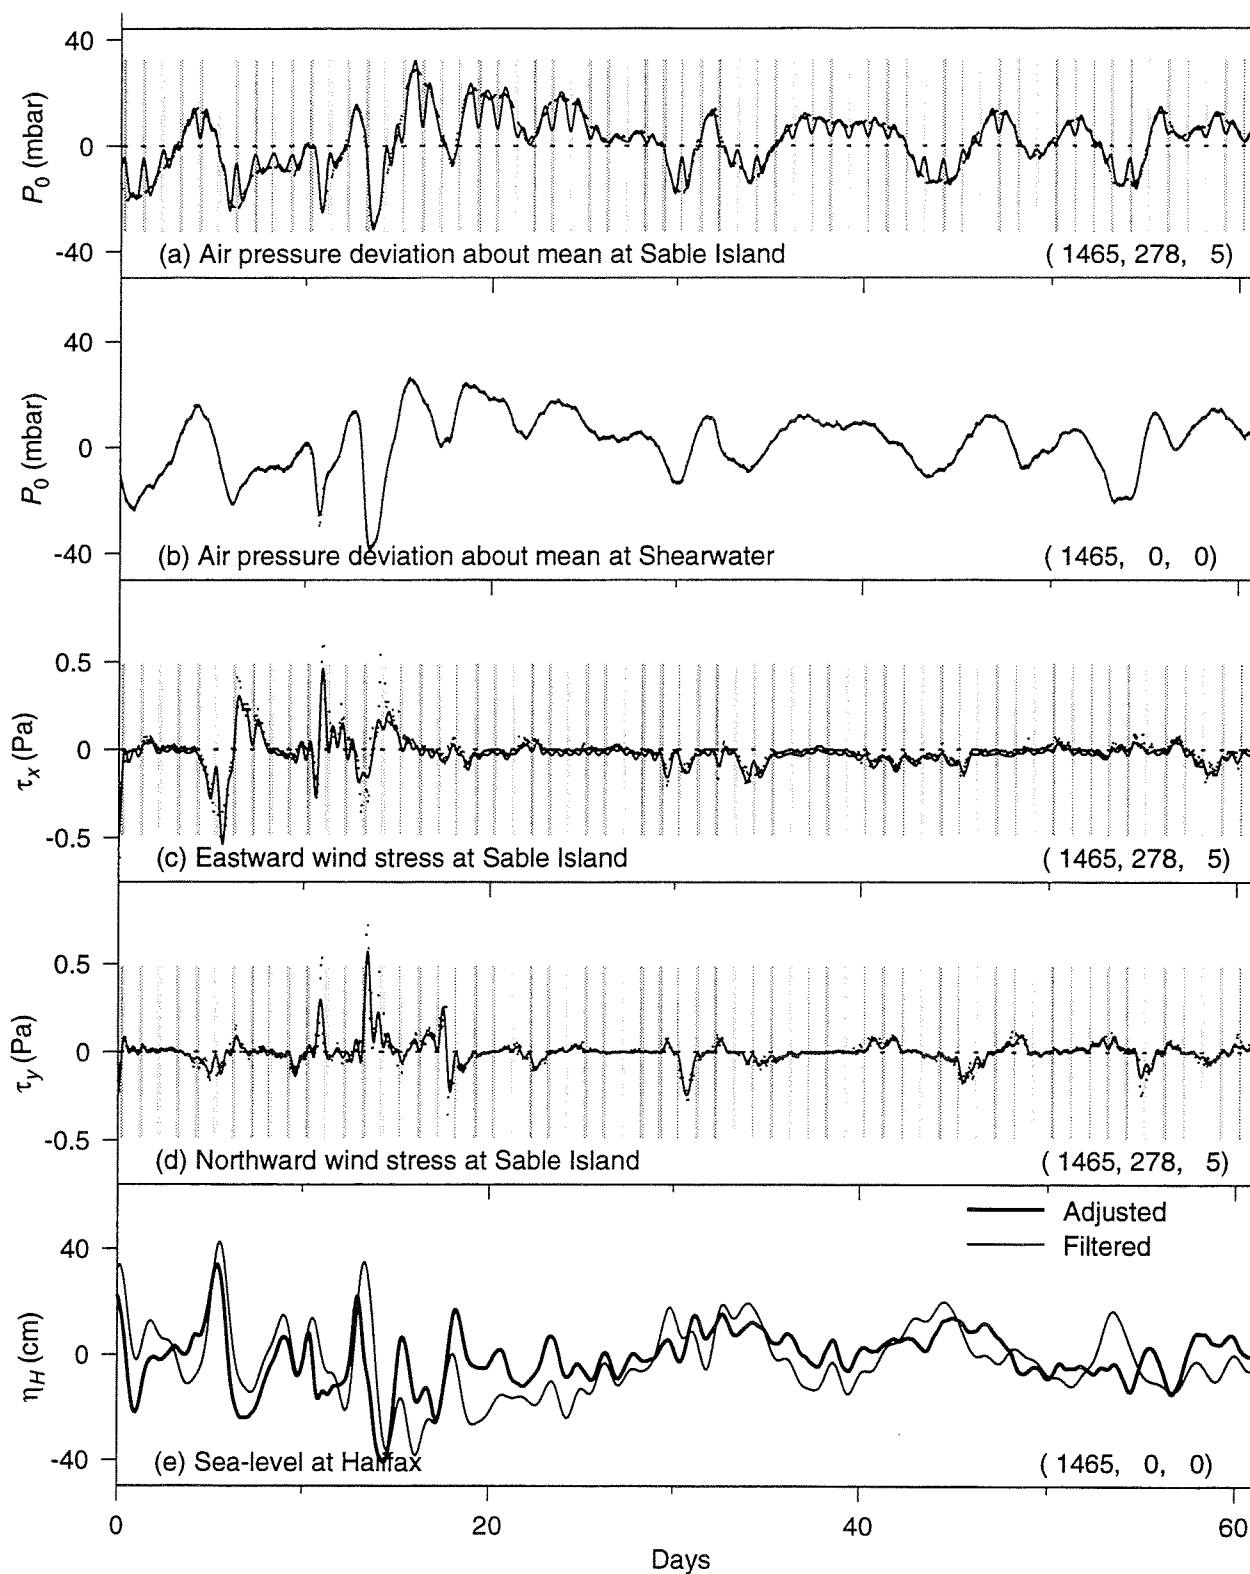 40
0
-40
P0 (mbar)
(a) Air pressure deviation about mean at Sable Island
( 1465, 278, 5)
40
0
-40
P0 (mbar)
(b) Air pressure deviation about mean at Shearwater
( 1465, 0, 0)
0.5
0
-0.5
τx (Pa)
(c) Eastward wind stress at Sable Island
( 1465, 278, 5)
0.5
0
-0.5
τy (Pa)
(d) Northward wind stress at Sable Island
( 1465, 278, 5)
Adjusted
Filtered
40
0
-40
ηH (cm)
(e) Sea-level at Halifax
( 1465, 0, 0)
0
20
40
60
Days